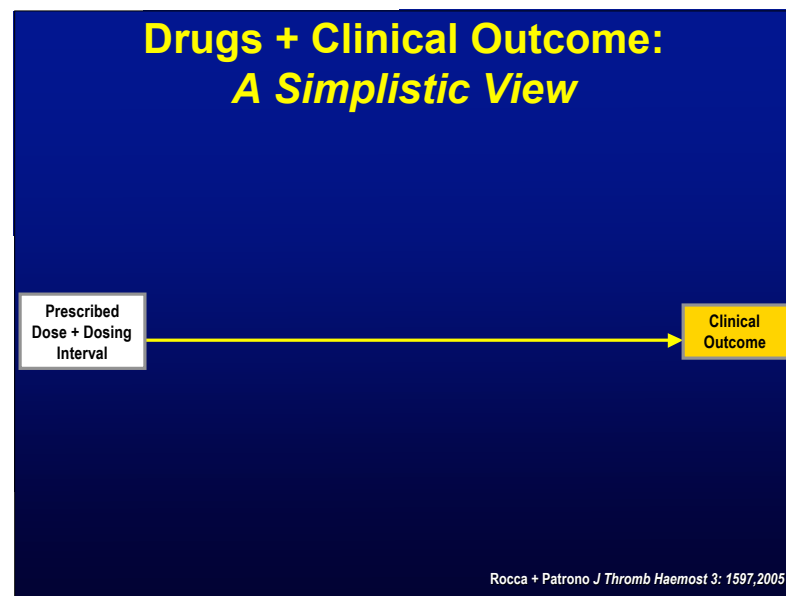 Drugs + Clinical Outcome:
A Simplistic View
Prescribed
Dose + Dosing
Interval
Clinical
Outcome
Rocca + Patrono J Thromb Haemost 3: 1597,2005